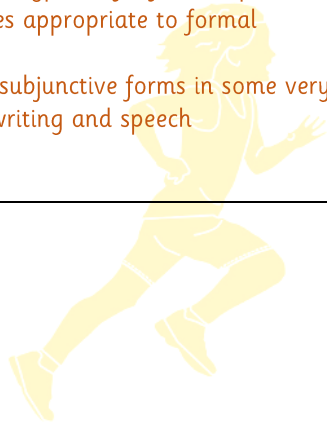 es appropriate to formal
subjunctive forms in some very
writing and speech